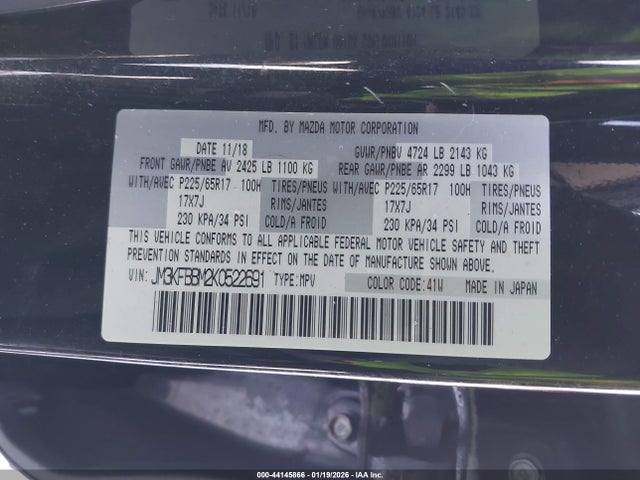 MFD. BY MAZDA MOTOR CORPORATION
DATE 11/18 GVWR/PNBV 4724 LB 2143 KG
FRONT GAWR/PNBE AV 2425 LB 1100 KG REAR GAWR/PNBE AR 2299 LB 1043 KG
WITH/AVEC P225/65R17 100H TIRES/PNEUS WITH/AVEC P225/65R17 100H TIRES/PNEUS
17X7J RIMS/JANTES 17X7J RIMS/JANTES
230 KPA/34 PSI COLD/A FROID 230 KPA/34 PSI COLD/A FROID
THIS VEHICLE CONFORMS TO ALL APPLICABLE FEDERAL MOTOR VEHICLE SAFETY AND THEFT
PREVENTION STANDARDS IN EFFECT ON THE DATE OF MANUFACTURE SHOWN ABOVE.
VIN: JM3KFBBM2K0522691 TYPE:MPV COLOR CODE:41W MADE IN JAPAN
000-44145866 - 01/19/2026 - IAA Inc.